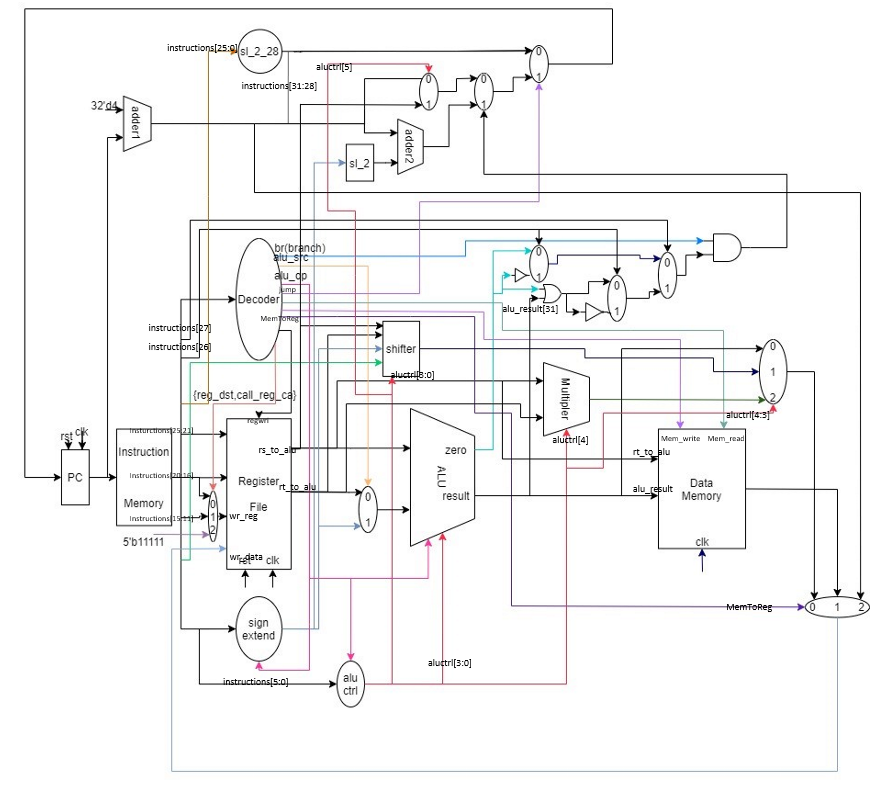 instructions[25:0]
sl_2_28
0
1
aluctrl[5]
instructions[31:28]
0
1
0
1
32'd4
adder1
adder2
sl_2
br(branch)
alu_src
alu_op
jump
Decoder
MemToReg
0
1
0
1
0
1
alu_result[31]
instructions[27]
instructions[26]
shifter
aluctrl[3:0]
0
1
2
Multipler
{reg_dst,call_reg_ca}
regwrl
aluctrl[4:3]
rst
clk
Instructions[25:21]
aluctrl[4]
Mem_write
Mem_read
Instruction
Memory
PC
rs_to_alu
zero
rt_to_alu
Instructions[20:16]
Register
File
rt_to_alu
ALU
result
alu_result
Data
Memory
0
1
2
0
1
Instructions[15:11]
wr_reg
5'b11111
wr_data
rst
clk
clk
MemToReg
0
1
2
sign
extend
aluctrl[3:0]
instructions[5:0]
alu
ctrl